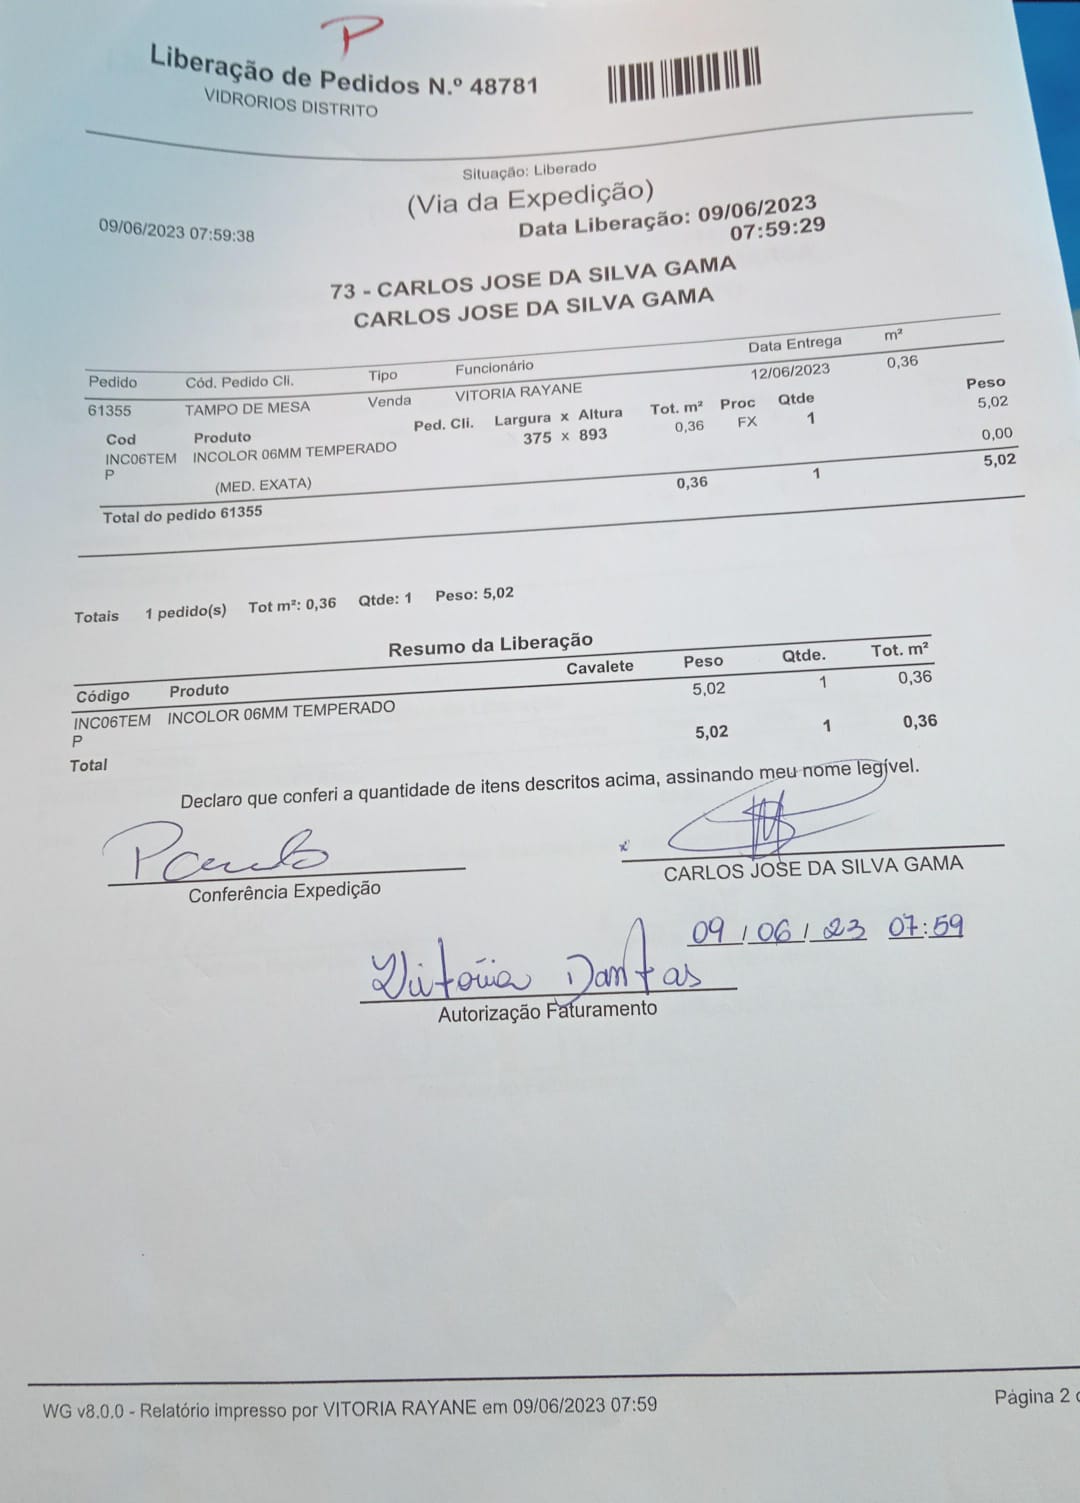 P
Liberação de Pedidos N.º 48781
VIDRORIOS DISTRITO
Situação: Liberado
(Via da Expedição)
09/06/2023 07:59:38
Data Liberação: 09/06/2023
07:59:29
73 - CARLOS JOSE DA SILVA GAMA
CARLOS JOSE DA SILVA GAMA
Pedido Cód. Pedido Cli. Tipo Funcionário Data Entrega m²
61355 TAMPO DE MESA Venda VITORIA RAYANE 12/06/2023 0,36
Cod Produto Ped. Cli. Largura x Altura Tot. m² Proc Qtde Peso
INC06TEM INCOLOR 06MM TEMPERADO 375 x 893 0,36 FX 1 5,02
P
(MED. EXATA) 0,00
Total do pedido 61355 0,36 1 5,02
Totais 1 pedido(s) Tot m²: 0,36 Qtde: 1 Peso: 5,02
Resumo da Liberação
Código Produto Cavalete Peso Qtde. Tot. m²
INC06TEM INCOLOR 06MM TEMPERADO 5,02 1 0,36
P
Total 5,02 1 0,36
Declaro que conferi a quantidade de itens descritos acima, assinando meu nome legível.
x
Conferência Expedição
CARLOS JOSE DA SILVA GAMA
09/06/23 07:59
Vitória Dantas
Autorização Faturamento
WG v8.0.0 - Relatório impresso por VITORIA RAYANE em 09/06/2023 07:59
Página 2